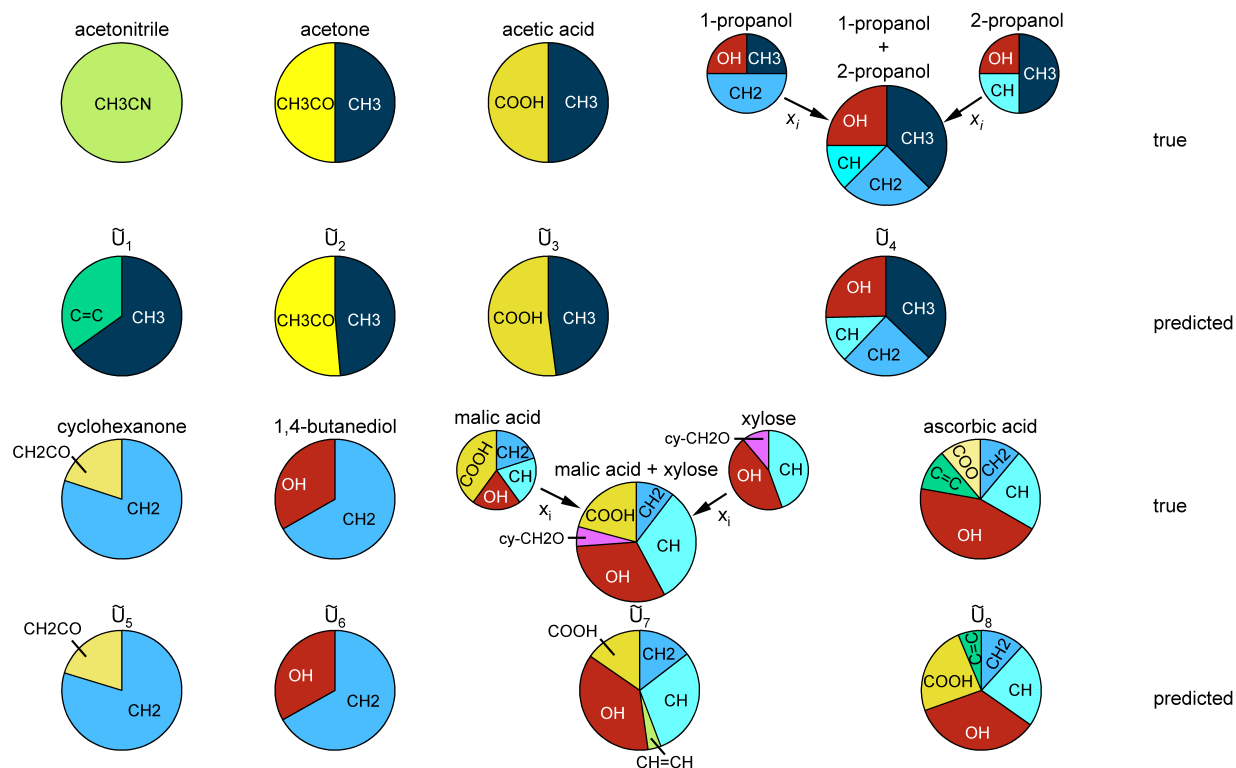 acetonitrile
CH3CN
acetone
CH3CO
CH3
acetic acid
COOH
CH3
1-propanol
OH
CH3
CH2
xi
1-propanol
+
2-propanol
OH
CH3
CH
CH2
2-propanol
OH
CH3
CH
xi
true
Ũ1
C=C
CH3
Ũ2
CH3CO
CH3
Ũ3
COOH
CH3
Ũ4
OH
CH3
CH
CH2
predicted
cyclohexanone
CH2CO
CH2
1,4-butanediol
OH
CH2
malic acid
COOH
CH2
CH
OH
xi
malic acid + xylose
COOH
CH2
CH
cy-CH2O
OH
xylose
cy-CH2O
CH
OH
xi
ascorbic acid
COO
CH2
C=C
CH
OH
true
Ũ5
CH2CO
CH2
Ũ6
OH
CH2
Ũ7
COOH
CH2
CH
OH
CH=CH
Ũ8
C=C
CH2
COOH
CH
OH
predicted